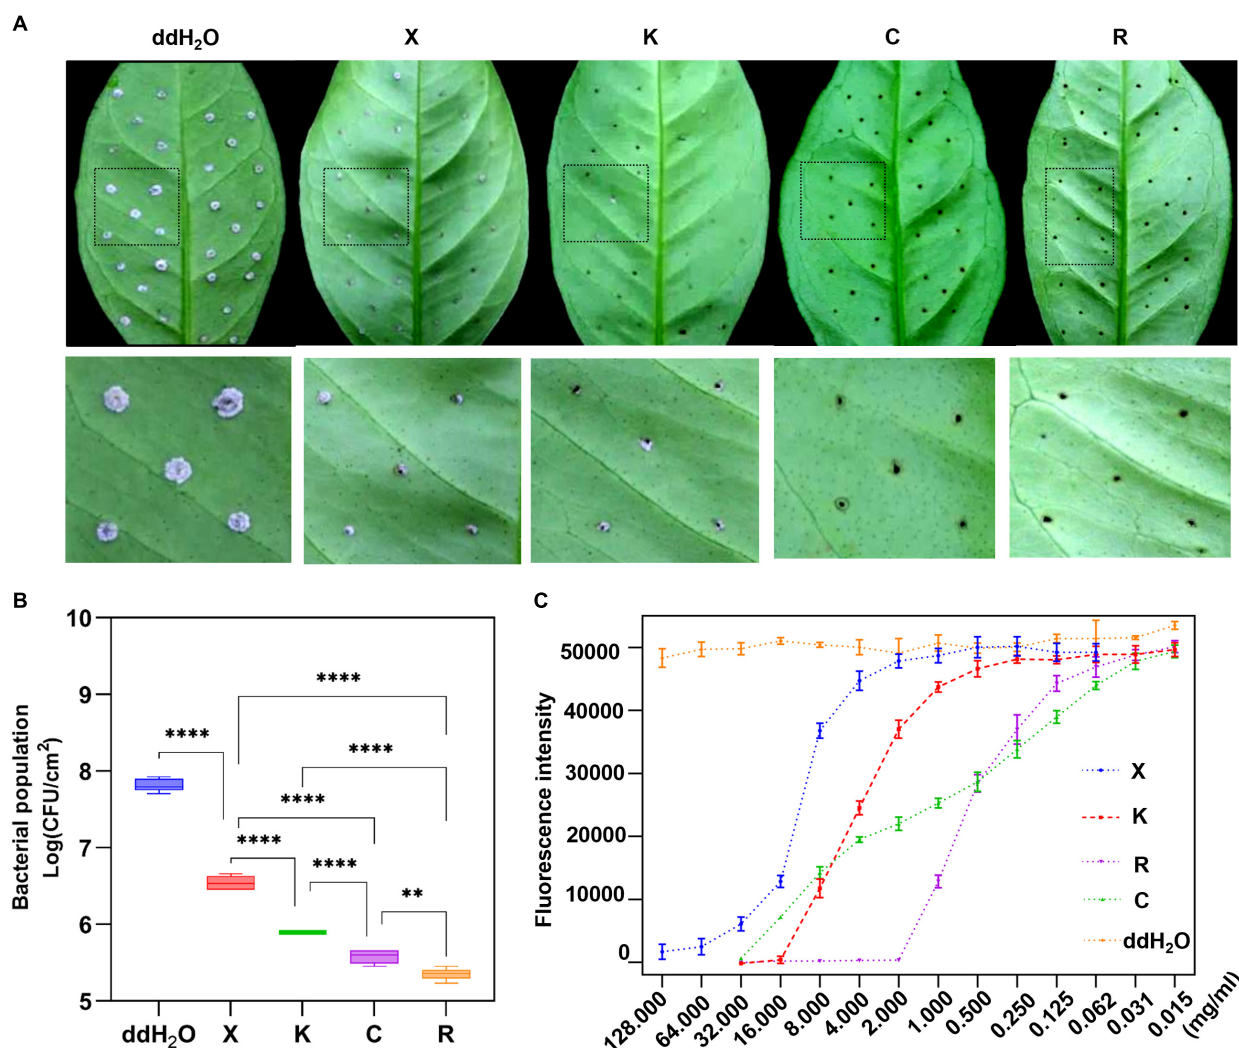 A
ddH₂O X K C R
B
Bacterial population
Log(CFU/cm²)
10
9
8
7
6
5
****
****
****
****
****
****
**
ddH₂O X K C R
C
Fluorescence intensity
50000
40000
30000
20000
10000
0
X
K
R
C
ddH₂O
128.000 64.000 32.000 16.000 8.000 4.000 2.000 1.000 0.500 0.250 0.125 0.062 0.031 0.015 (mg/ml)